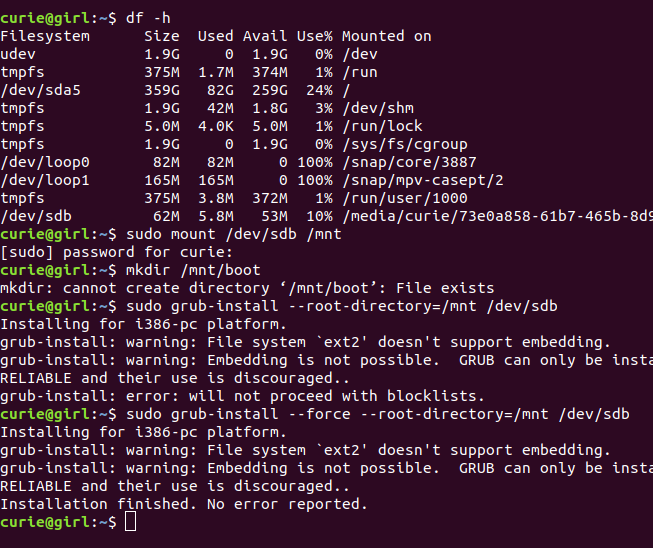 curie@girl:~$ df -h
Filesystem      Size  Used Avail Use% Mounted on
udev            1.9G     0  1.9G   0% /dev
tmpfs           375M  1.7M  374M   1% /run
/dev/sda5       359G   82G  259G  24% /
tmpfs           1.9G   42M  1.8G   3% /dev/shm
tmpfs           5.0M  4.0K  5.0M   1% /run/lock
tmpfs           1.9G     0  1.9G   0% /sys/fs/cgroup
/dev/loop0       82M   82M     0 100% /snap/core/3887
/dev/loop1      165M  165M     0 100% /snap/mpv-casept/2
tmpfs           375M  3.8M  372M   1% /run/user/1000
/dev/sdb         62M  5.8M   53M  10% /media/curie/73e0a858-61b7-465b-8d9
curie@girl:~$ sudo mount /dev/sdb /mnt
[sudo] password for curie:
curie@girl:~$ mkdir /mnt/boot
mkdir: cannot create directory ‘/mnt/boot’: File exists
curie@girl:~$ sudo grub-install --root-directory=/mnt /dev/sdb
Installing for i386-pc platform.
grub-install: warning: File system `ext2' doesn't support embedding.
grub-install: warning: Embedding is not possible.  GRUB can only be insta
RELIABLE and their use is discouraged..
grub-install: error: will not proceed with blocklists.
curie@girl:~$ sudo grub-install --force --root-directory=/mnt /dev/sdb
Installing for i386-pc platform.
grub-install: warning: File system `ext2' doesn't support embedding.
grub-install: warning: Embedding is not possible.  GRUB can only be insta
RELIABLE and their use is discouraged..
Installation finished. No error reported.
curie@girl:~$